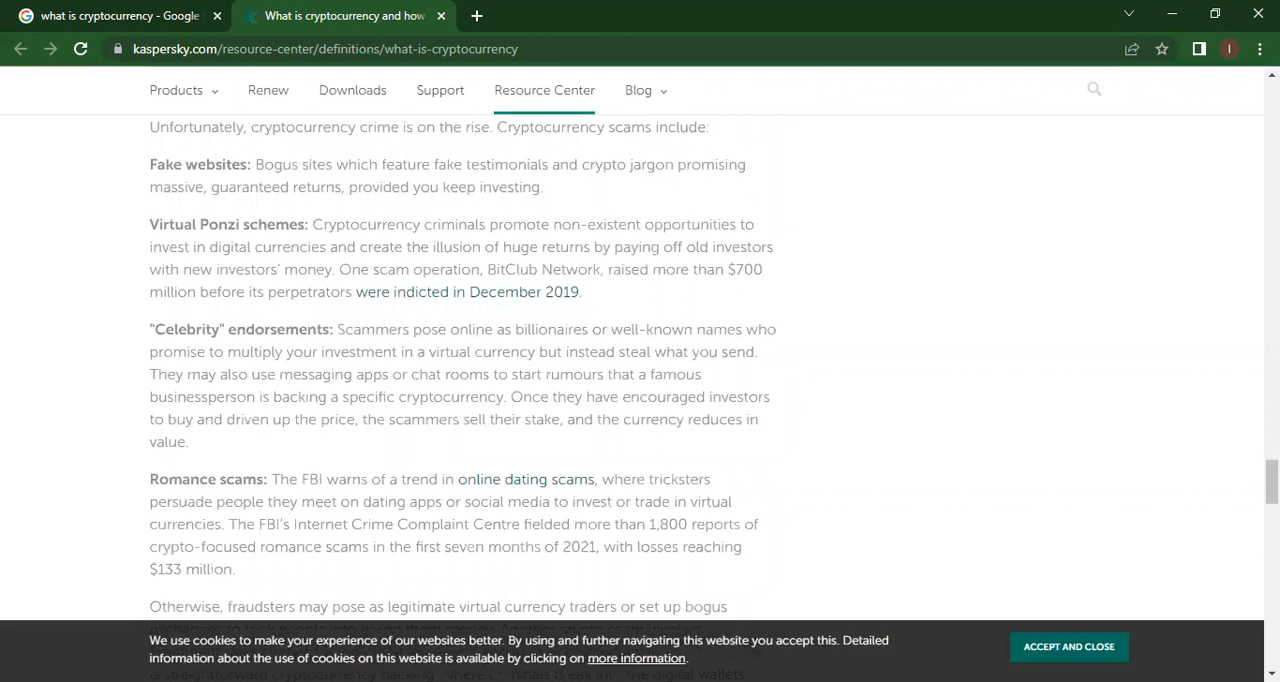 what is cryptocurrency - Google
What is cryptocurrency and how
kaspersky.com/resource-center/definitions/what-is-cryptocurrency
I
Products
Renew
Downloads
Support
Resource Center
Blog
Unfortunately, cryptocurrency crime is on the rise. Cryptocurrency scams include:
Fake websites: Bogus sites which feature fake testimonials and crypto jargon promising
massive, guaranteed returns, provided you keep investing.
Virtual Ponzi schemes: Cryptocurrency criminals promote non-existent opportunities to
invest in digital currencies and create the illusion of huge returns by paying off old investors
with new investors' money. One scam operation, BitClub Network, raised more than $700
million before its perpetrators were indicted in December 2019.
"Celebrity" endorsements: Scammers pose online as billionaires or well-known names who
promise to multiply your investment in a virtual currency but instead steal what you send.
They may also use messaging apps or chat rooms to start rumours that a famous
businessperson is backing a specific cryptocurrency. Once they have encouraged investors
to buy and driven up the price, the scammers sell their stake, and the currency reduces in
value.
Romance scams: The FBI warns of a trend in online dating scams, where tricksters
persuade people they meet on dating apps or social media to invest or trade in virtual
currencies. The FBI's Internet Crime Complaint Centre fielded more than 1,800 reports of
crypto-focused romance scams in the first seven months of 2021, with losses reaching
$133 million.
Otherwise, fraudsters may pose as legitimate virtual currency traders or set up bogus
We use cookies to make your experience of our websites better. By using and further navigating this website you accept this. Detailed
information about the use of cookies on this website is available by clicking on more information.
ACCEPT AND CLOSE